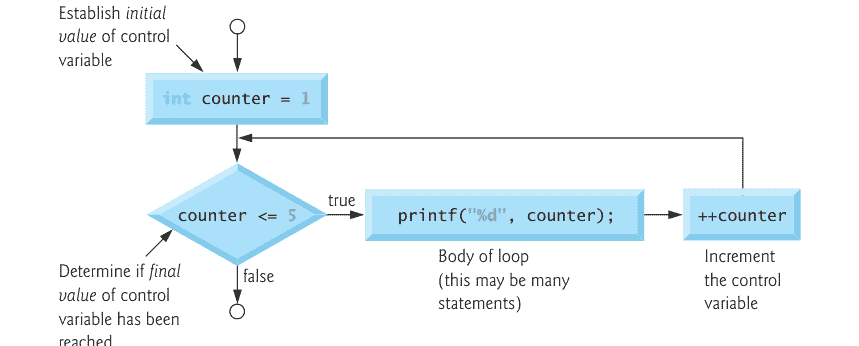 Establish initial
value of control
variable
int counter = 1
counter <= 5
true
printf("%d", counter);
++counter
false
Determine if final
value of control
variable has been
reached
Body of loop
(this may be many
statements)
Increment
the control
variable